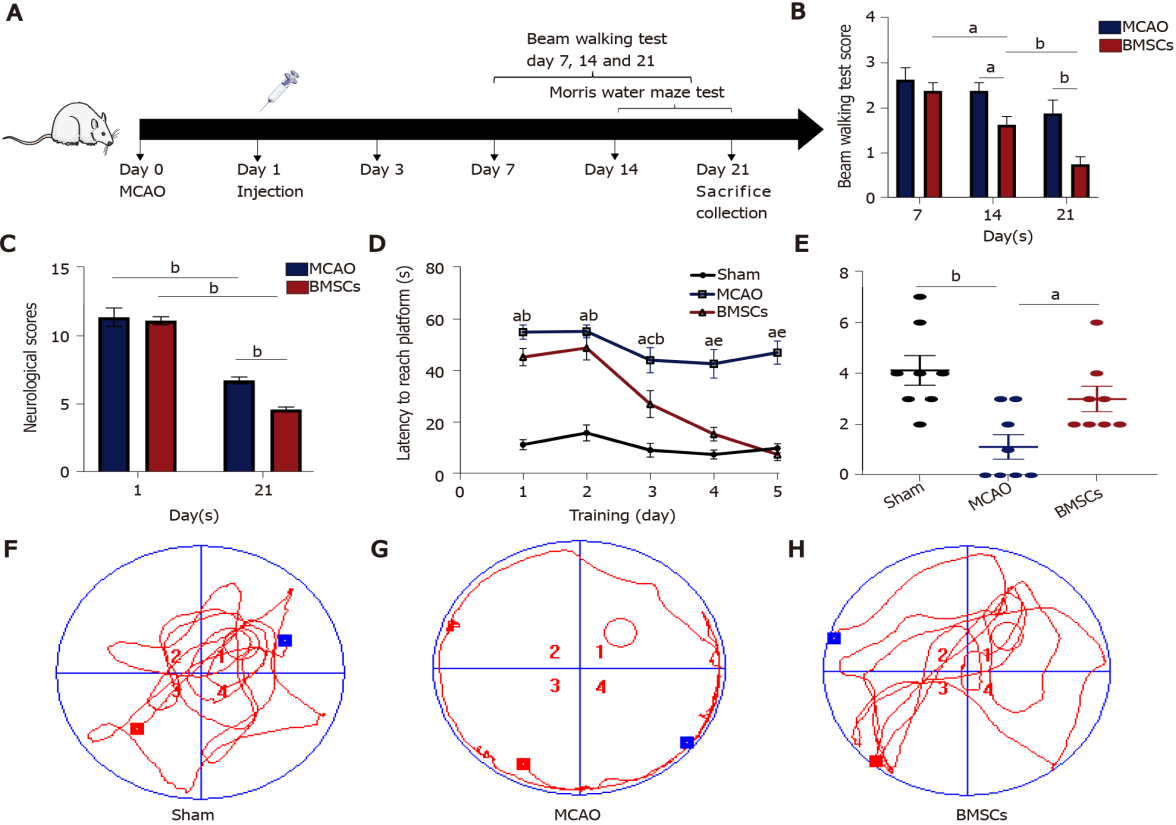 A
Beam walking test
day 7, 14 and 21
Morris water maze test
Day 0
MCAO
Day 1
Injection
Day 3
Day 7
Day 14
Day 21
Sacrifice
collection
B
MCAO
BMSCs
Beam walking test score
4
3
2
1
0
a
b
a
b
7
14
21
Day(s)
C
MCAO
BMSCs
Neurological scores
15
10
5
0
b
b
b
1
21
Day(s)
D
Sham
MCAO
BMSCs
Latency to reach platform (s)
80
60
40
20
0
ab
ab
acb
ae
ae
0
1
2
3
4
5
Training (day)
E
8
6
4
2
0
b
a
Sham
MCAO
BMSCs
F
2
1
3
4
Sham
G
2
1
3
4
MCAO
H
2
1
3
4
BMSCs